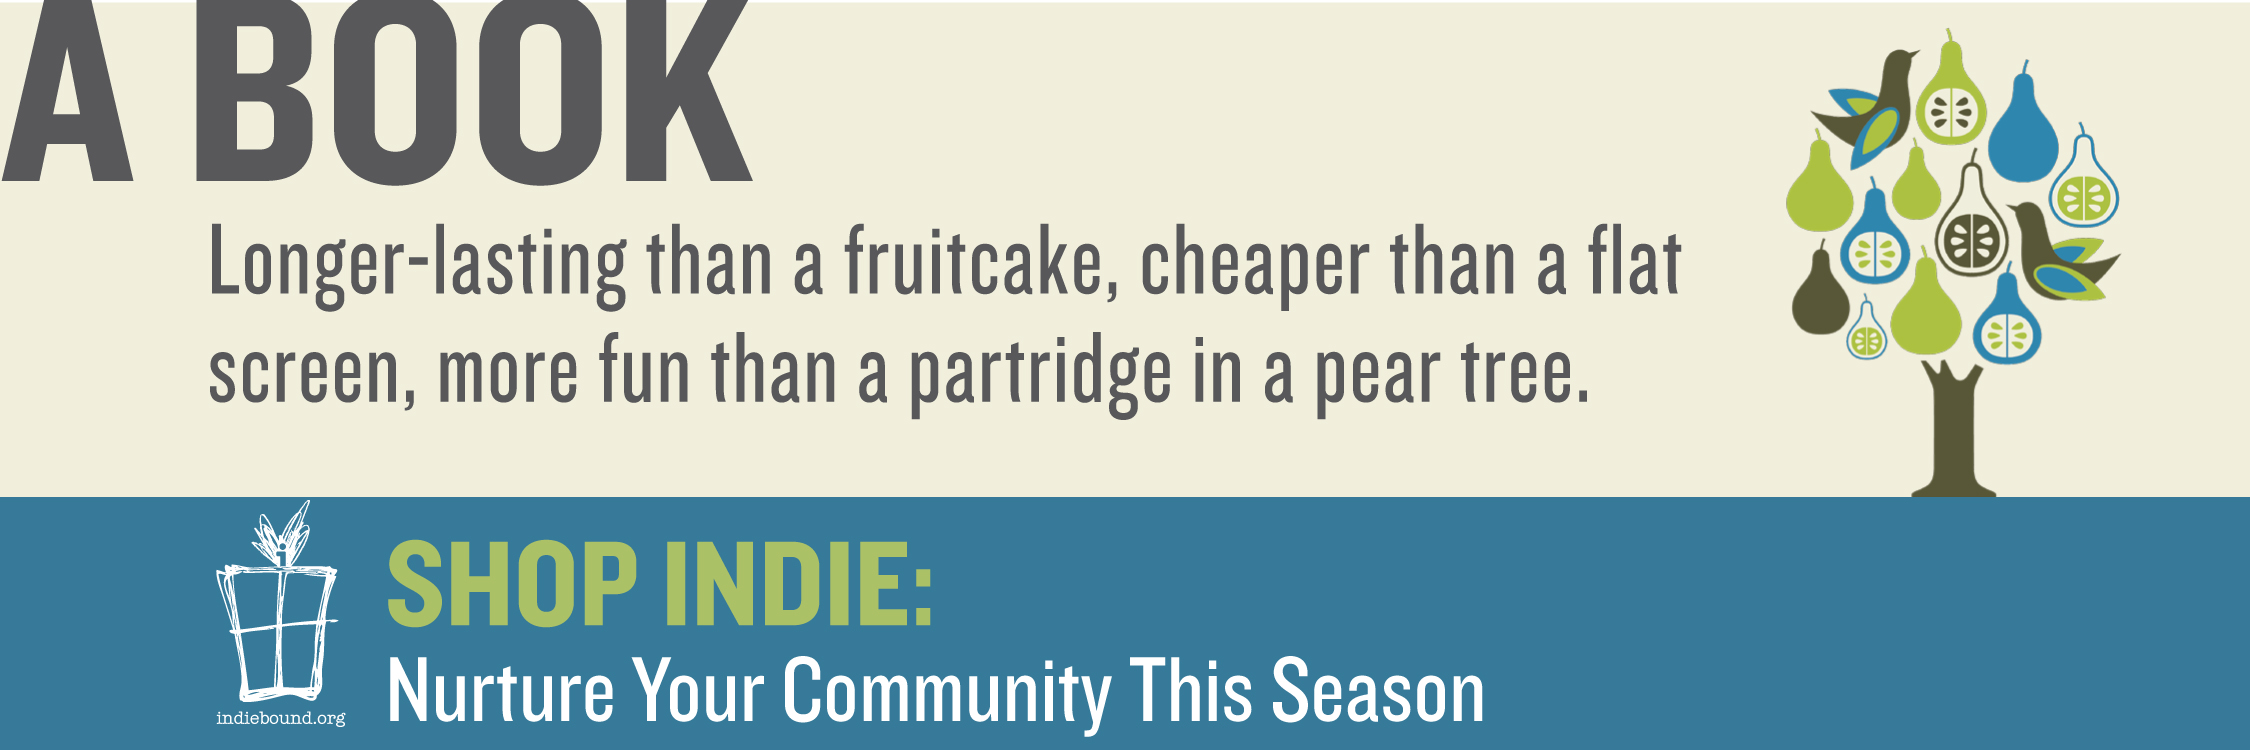 A BOOK
Longer-lasting than a fruitcake, cheaper than a flat
screen, more fun than a partridge in a pear tree.
i
SHOP INDIE:
Nurture Your Community This Season
indiebound.org